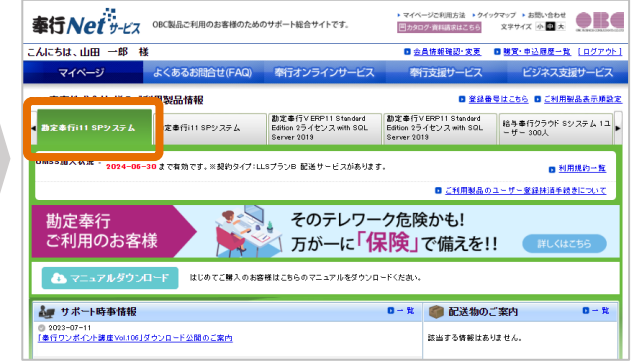 奉行Netサービス OBC製品ご利用のお客様のためのサポート総合サイトです。
マイページご利用方法 クイックマップ お問い合わせ
カタログ・資料請求はこちら 文字サイズ 小 中 大 OBC
こんにちは、山田 一郎 様 会員情報確認・変更 購買・申込履歴一覧 [ログアウト]
マイページ よくあるお問合せ(FAQ) 奉行オンラインサービス 奉行支援サービス ビジネス支援サービス
利用製品情報 登録番号はこちら ご利用製品表示順設定
勘定奉行i11 SPシステム
定奉行i11 SPシステム
勘定奉行V ERP11 Standard
Edition 2ライセンス with SQL
Server 2019
勘定奉行V ERP11 Standard
Edition 2ライセンス with SQL
Server 2019
給与奉行クラウド Sシステム 1ユ
ーザー 300人
OMSS加入状況 : 2024-06-30 まで有効です。※契約タイプ:LLSプランB 配送サービスがあります。
利用規約一覧
ご利用製品のユーザー登録抹消手続きについて
勘定奉行
ご利用のお客様
そのテレワーク危険かも!
万が一に「保険」で備えを!!
詳しくはこちら
マニュアルダウンロード はじめてご購入のお客様はこちらのマニュアルをダウンロードください。
サポート時事情報 一覧
2023-07-11
「奉行ワンポイント講座Vol.106」ダウンロード公開のご案内
配送物のご案内 一覧
該当する情報はありません。